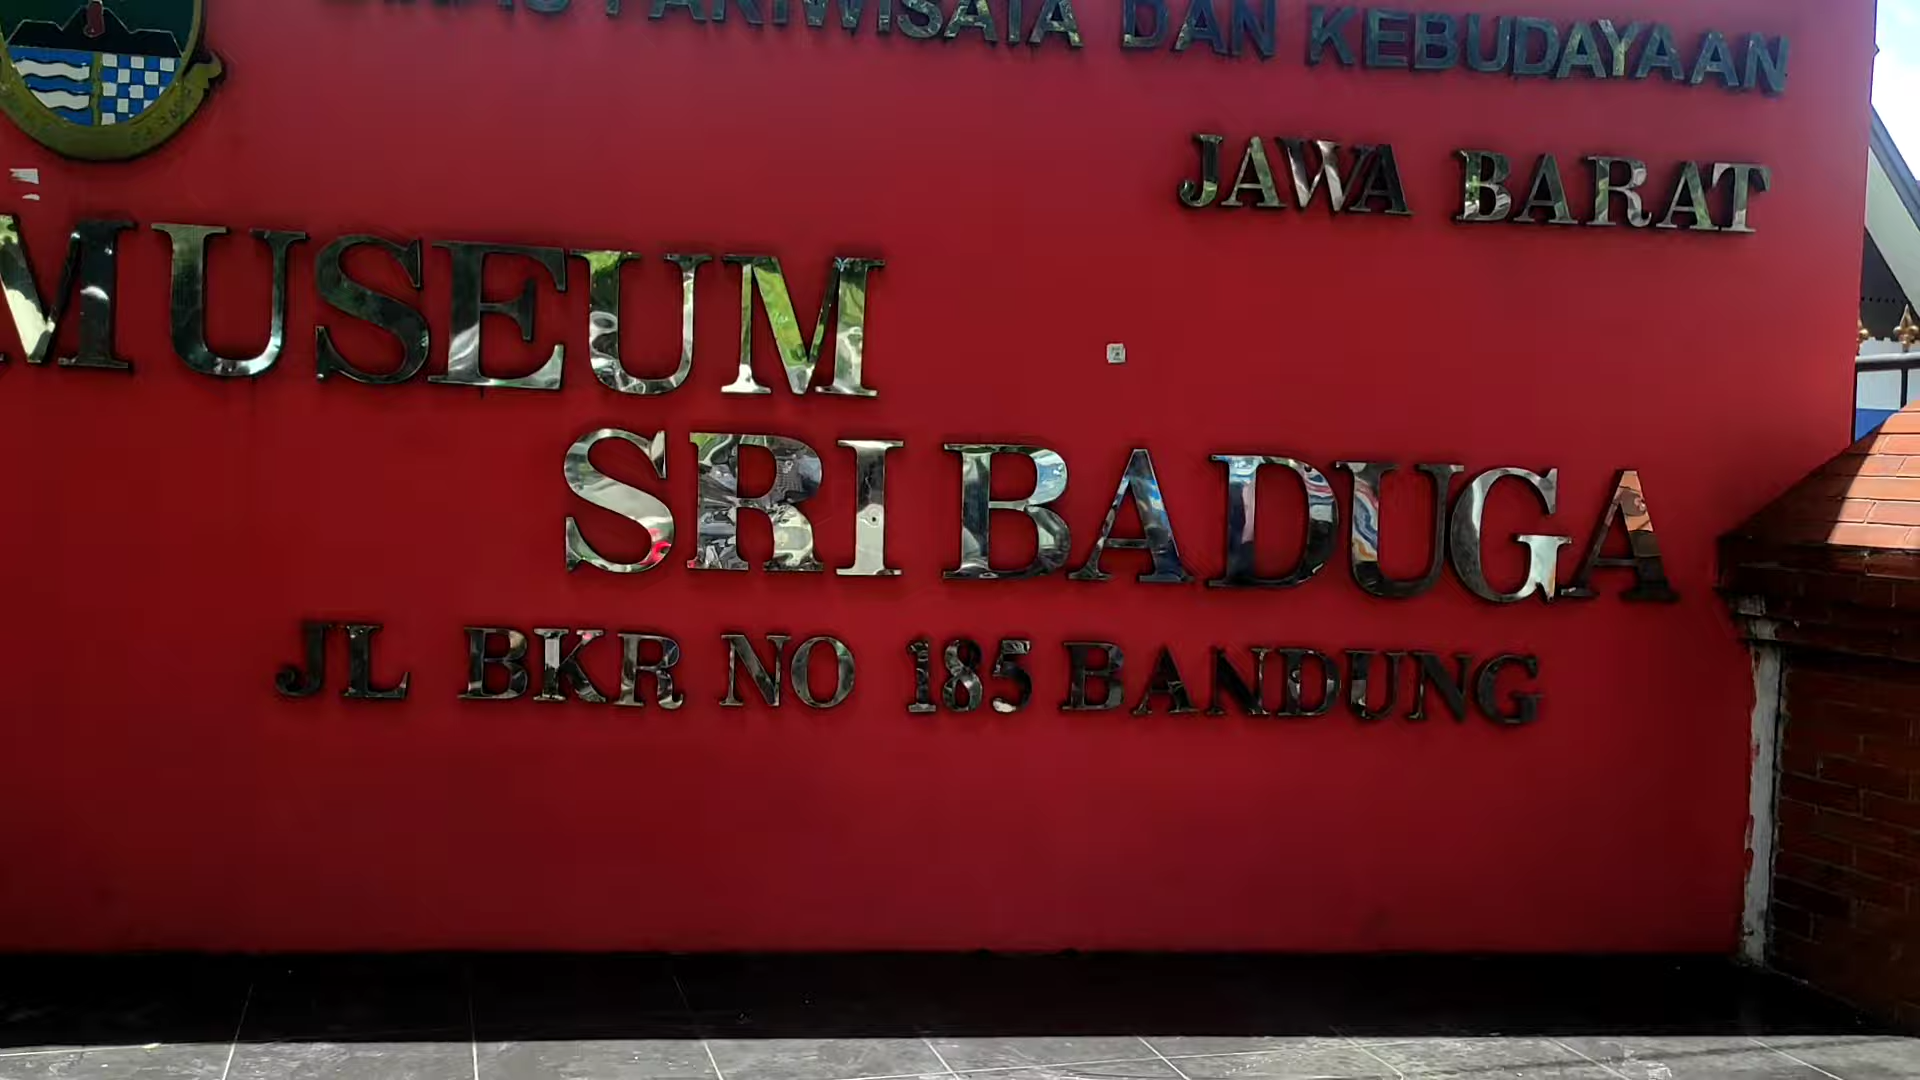 PARIWISATA DAN KEBUDAYAAN
JAWA BARAT
MUSEUM
SRI BADUGA
JL BKR NO 185 BANDUNG